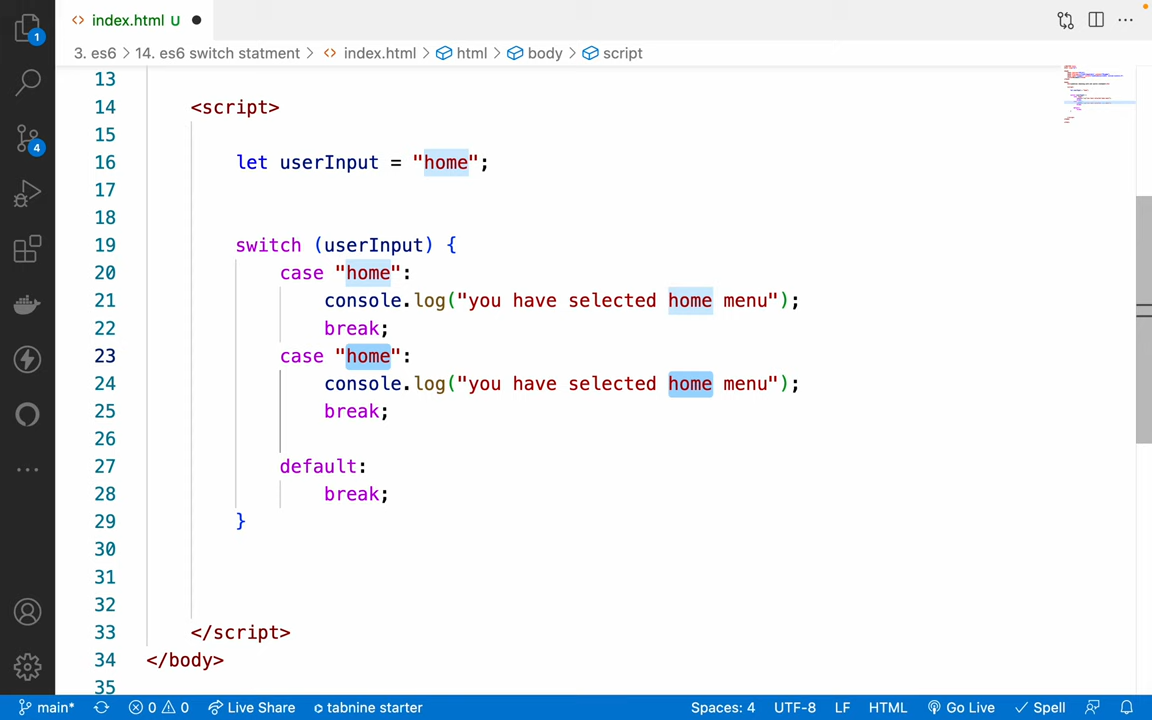 index.html U
3. es6 > 14. es6 switch statment > index.html > html > body > script
1
4
13
14 <script>
15
16 let userInput = "home";
17
18
19 switch (userInput) {
20 case "home":
21 console.log("you have selected home menu");
22 break;
23 case "home":
24 console.log("you have selected home menu");
25 break;
26
27 default:
28 break;
29 }
30
31
32
33 </script>
34 </body>
35
main* 0 0 Live Share tabnine starter Spaces: 4 UTF-8 LF HTML Go Live Spell